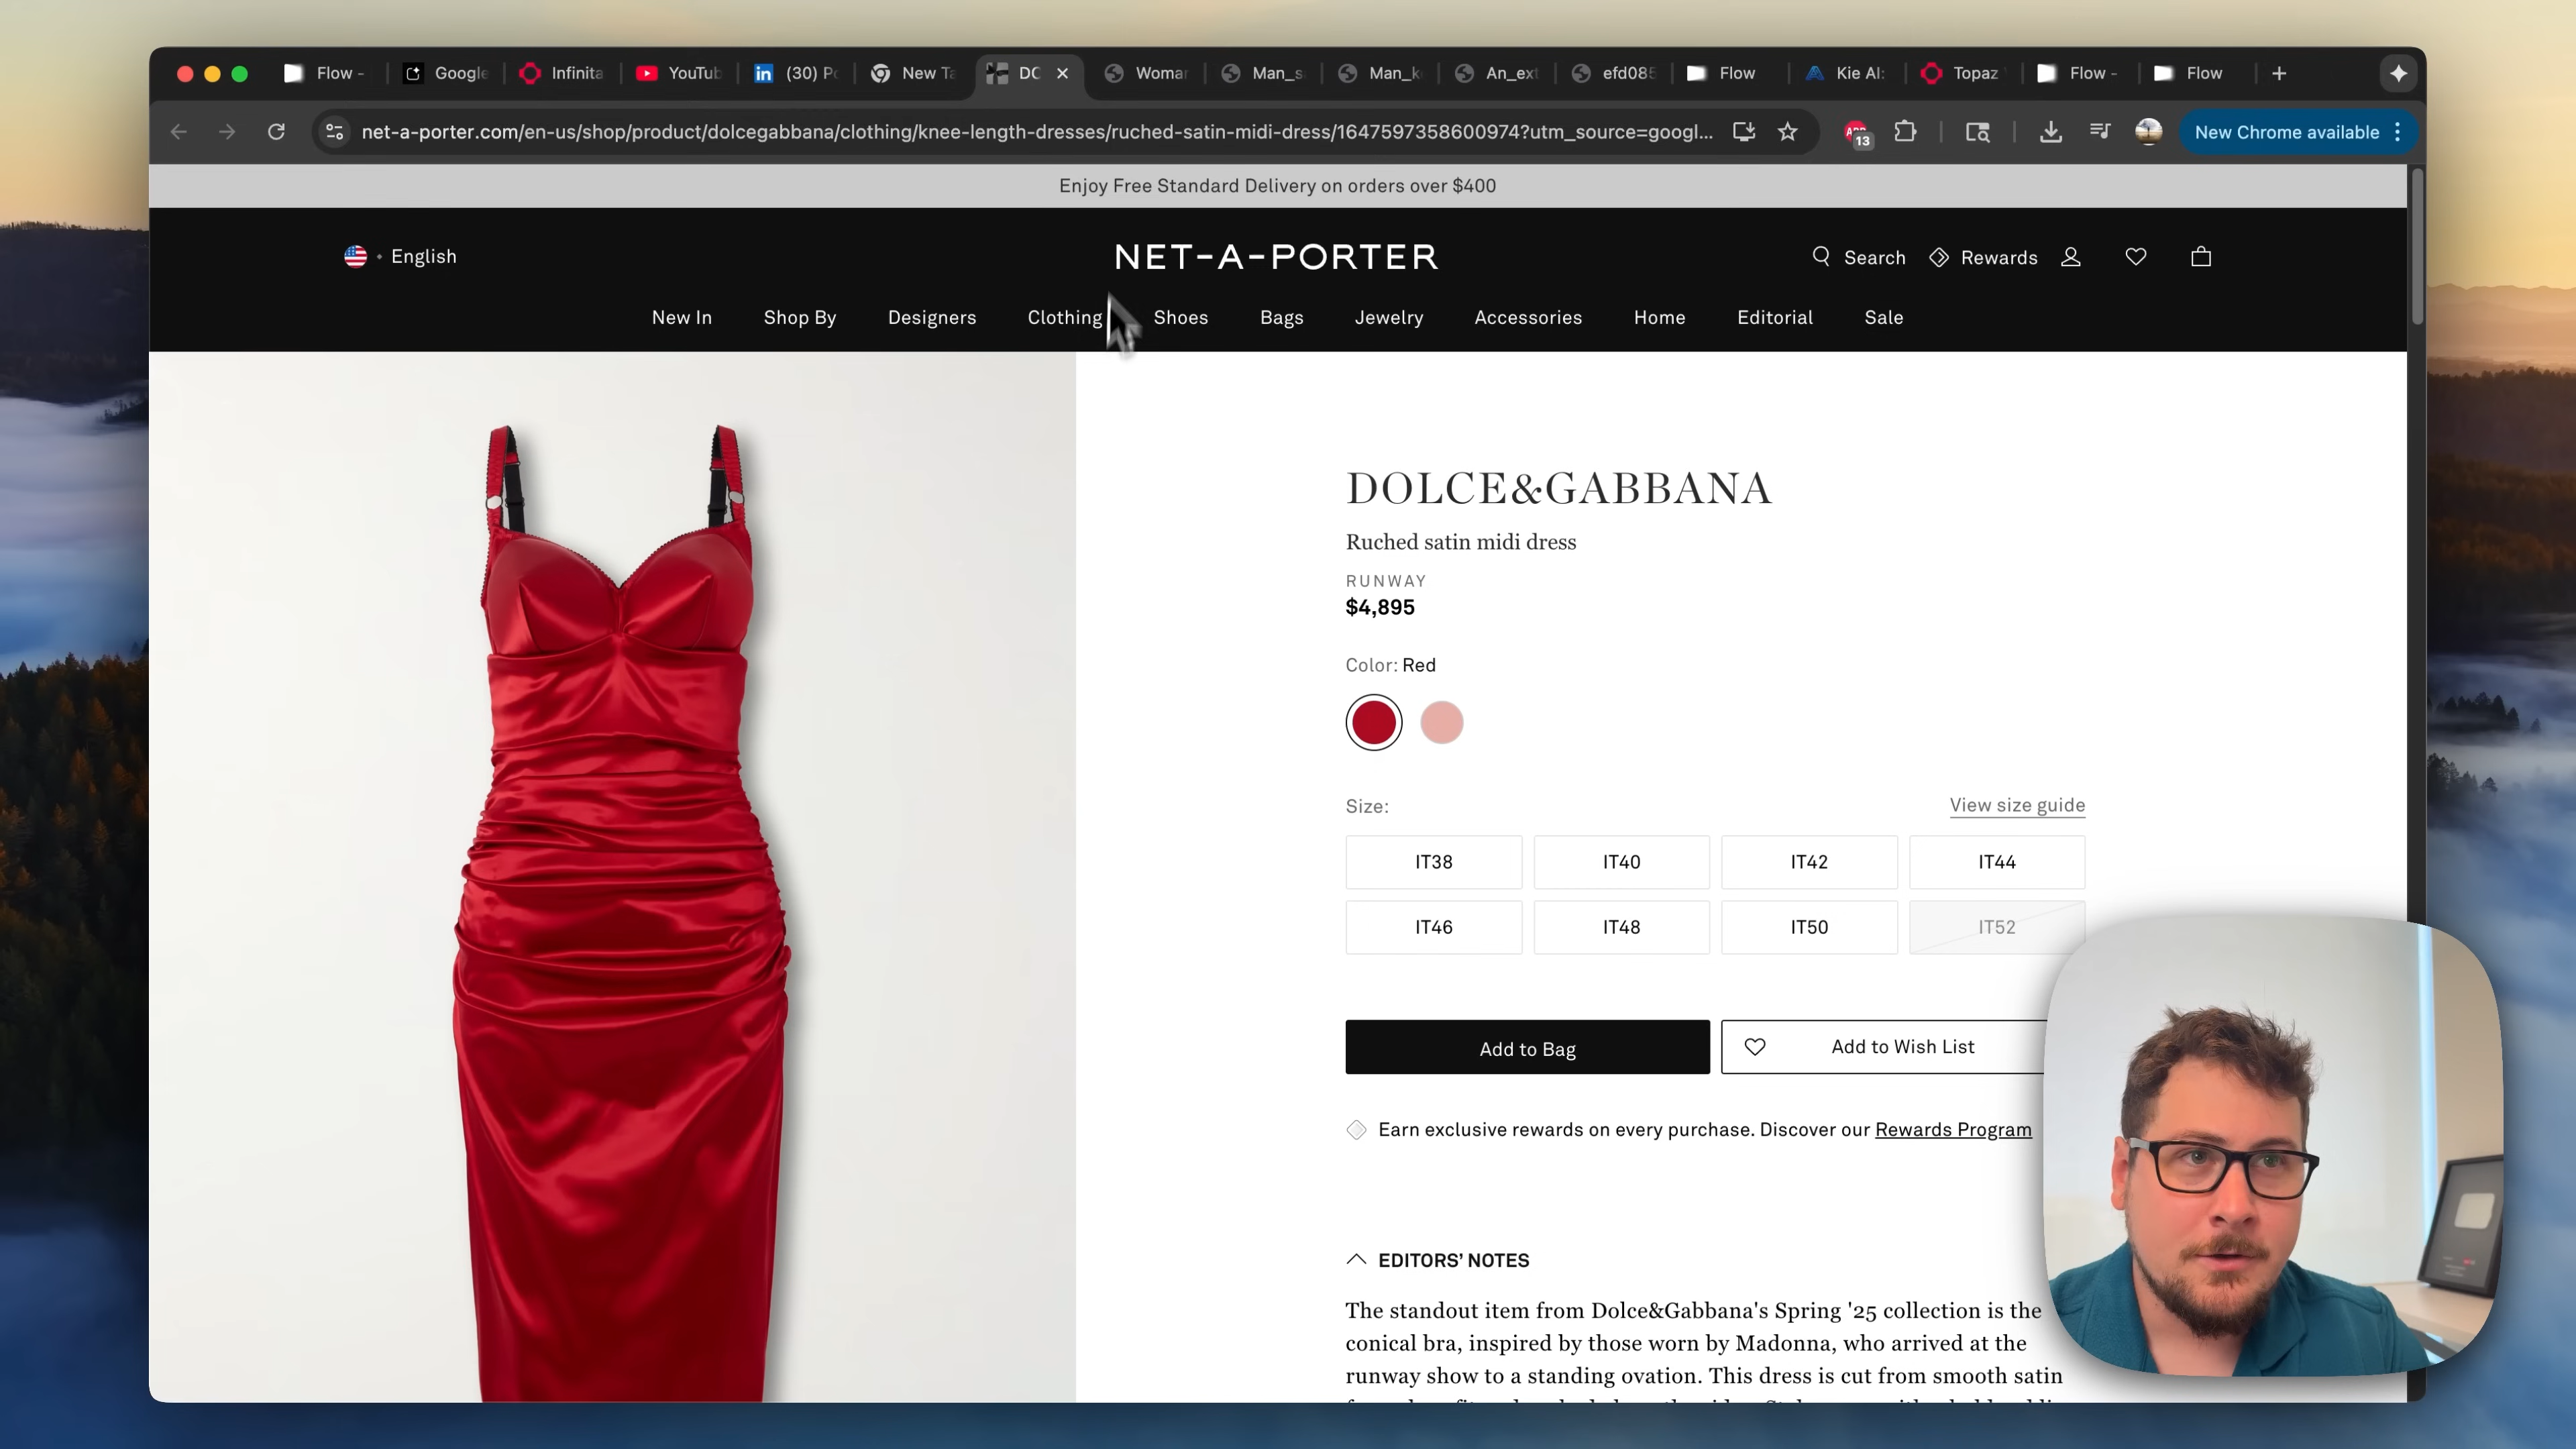 Flow -
Google
Infinita
YouTub
(30) Po
New Ta
DO
Woman
Man_s
Man_k
An_ext
efd085
Flow
Kie AI:
Topaz
Flow -
Flow
net-a-porter.com/en-us/shop/product/dolcegabbana/clothing/knee-length-dresses/ruched-satin-midi-dress/1647597358600974?utm_source=googl...
13
New Chrome available
Enjoy Free Standard Delivery on orders over $400
English
NET-A-PORTER
Search
Rewards
New In
Shop By
Designers
Clothing
Shoes
Bags
Jewelry
Accessories
Home
Editorial
Sale
DOLCE&GABBANA
Ruched satin midi dress
RUNWAY
$4,895
Color: Red
Size:
View size guide
IT38
IT40
IT42
IT44
IT46
IT48
IT50
IT52
Add to Bag
Add to Wish List
Earn exclusive rewards on every purchase. Discover our Rewards Program
EDITORS’ NOTES
The standout item from Dolce&Gabbana's Spring '25 collection is the
conical bra, inspired by those worn by Madonna, who arrived at the
runway show to a standing ovation. This dress is cut from smooth satin